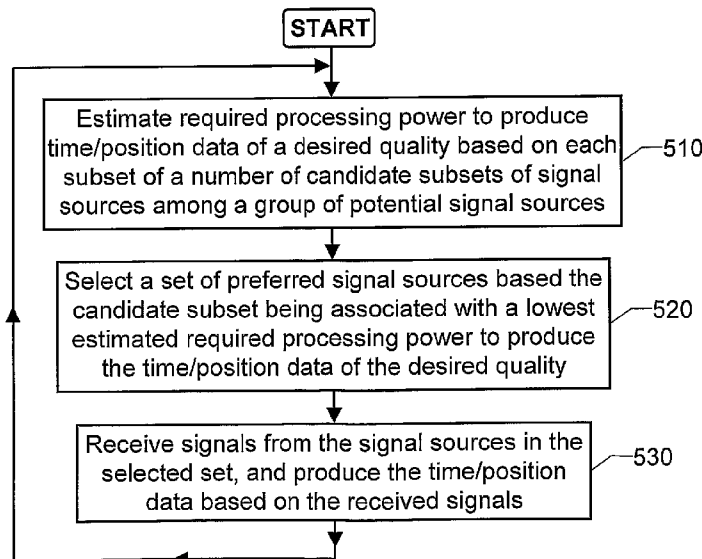 START
Estimate required processing power to produce
time/position data of a desired quality based on each
subset of a number of candidate subsets of signal
sources among a group of potential signal sources
510
Select a set of preferred signal sources based the
candidate subset being associated with a lowest
estimated required processing power to produce
the time/position data of the desired quality
520
Receive signals from the signal sources in the
selected set, and produce the time/position
data based on the received signals
530